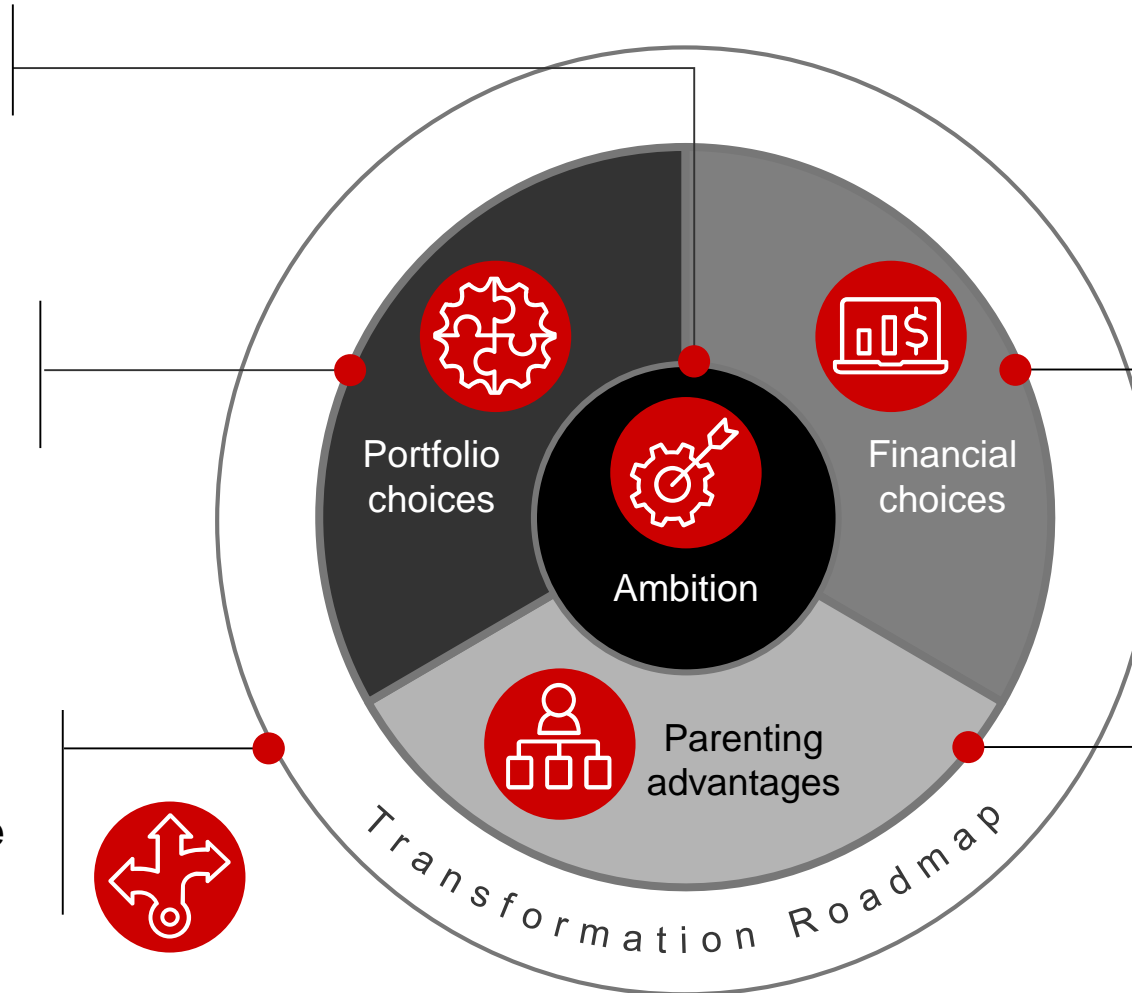 Portfolio
choices
Financial
choices
Ambition
Parenting
advantages
e
Transformation Roadmap